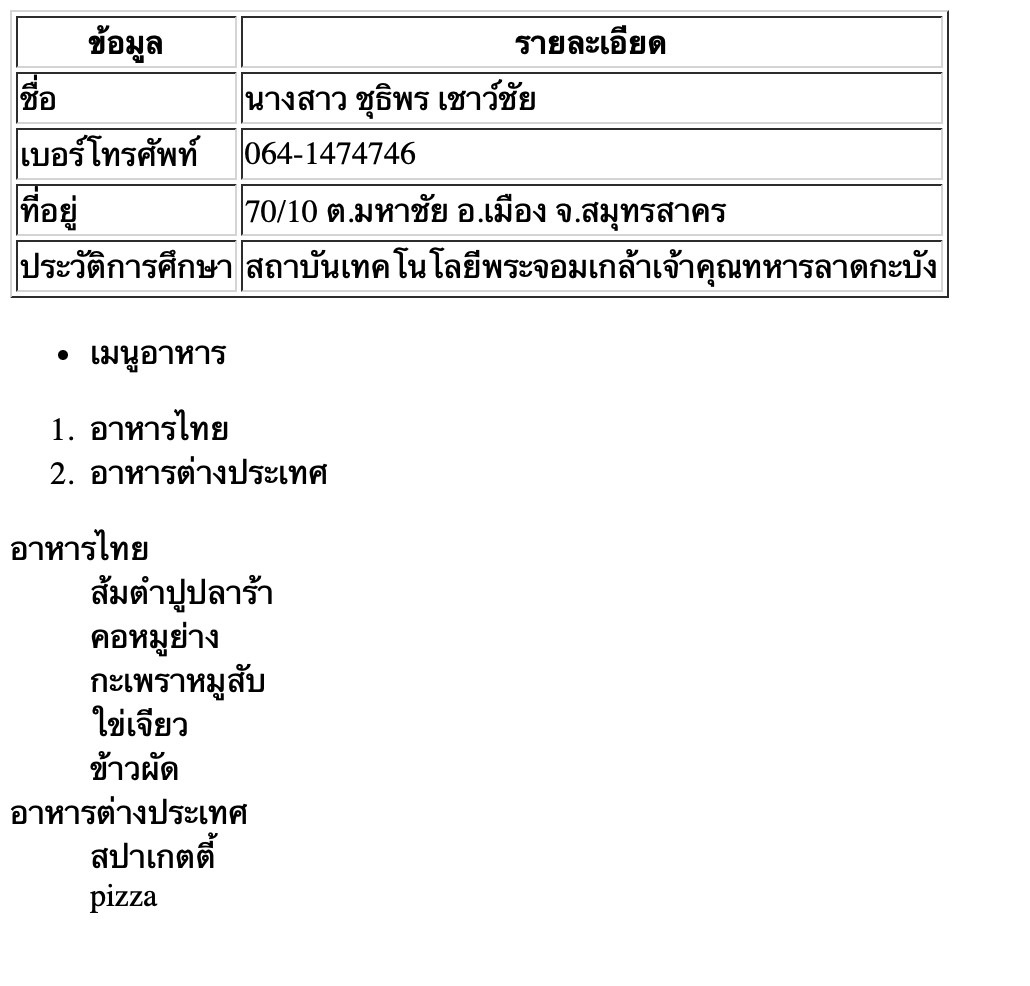 ข้อมูล รายละเอียด
ชื่อ นางสาว ชุธิพร เชาว์ชัย
เบอร์โทรศัพท์ 064-1474746
ที่อยู่ 70/10 ต.มหาชัย อ.เมือง จ.สมุทรสาคร
ประวัติการศึกษา สถาบันเทคโนโลยีพระจอมเกล้าเจ้าคุณทหารลาดกะบัง
• เมนูอาหาร
1. อาหารไทย
2. อาหารต่างประเทศ
อาหารไทย
ส้มตำปูปลาร้า
คอหมูย่าง
กะเพราหมูสับ
ใข่เจียว
ข้าวผัด
อาหารต่างประเทศ
สปาเกตตี้
pizza